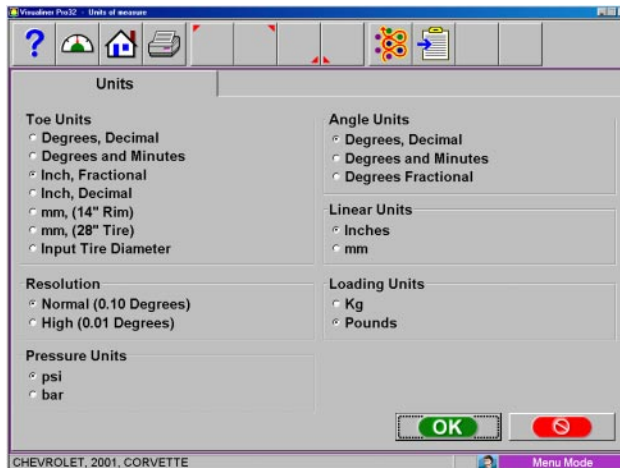 Visualiner Pro32 - Units of measure
?
Units
Toe Units
Degrees, Decimal
Degrees and Minutes
Inch, Fractional
Inch, Decimal
mm, (14" Rim)
mm, (28" Tire)
Input Tire Diameter
Resolution
Normal (0.10 Degrees)
High (0.01 Degrees)
Pressure Units
psi
bar
Angle Units
Degrees, Decimal
Degrees and Minutes
Degrees Fractional
Linear Units
Inches
mm
Loading Units
Kg
Pounds
OK
CHEVROLET, 2001, CORVETTE
Menu Mode